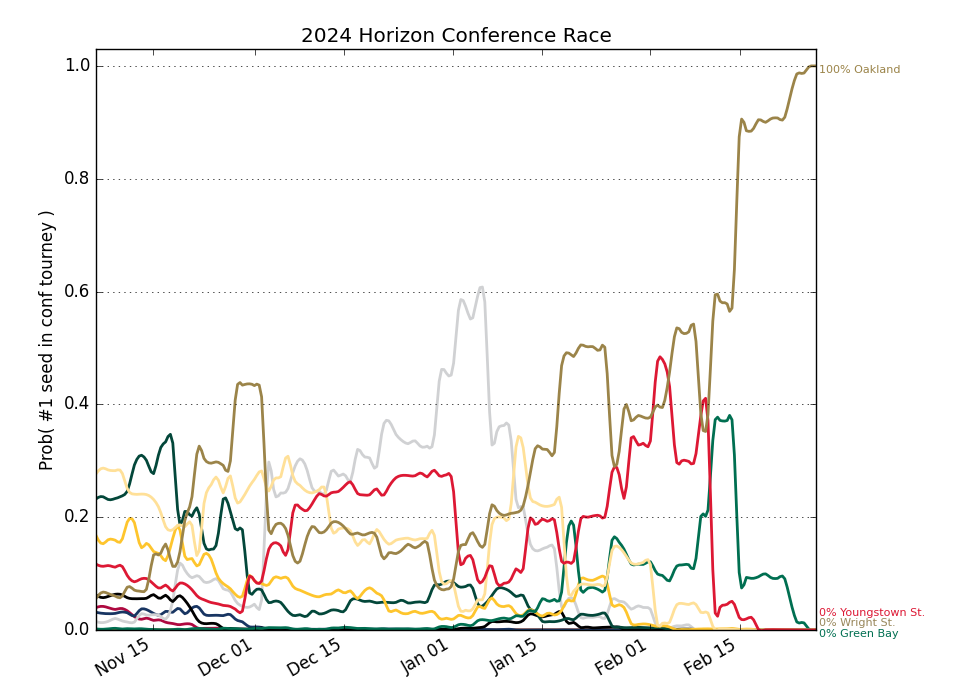 2024 Horizon Conference Race
Prob( #1 seed in conf tourney )
1.0
0.8
0.6
0.4
0.2
0.0
100% Oakland
0% Youngstown St.
0% Wright St.
0% Green Bay
Nov 15
Dec 01
Dec 15
Jan 01
Jan 15
Feb 01
Feb 15